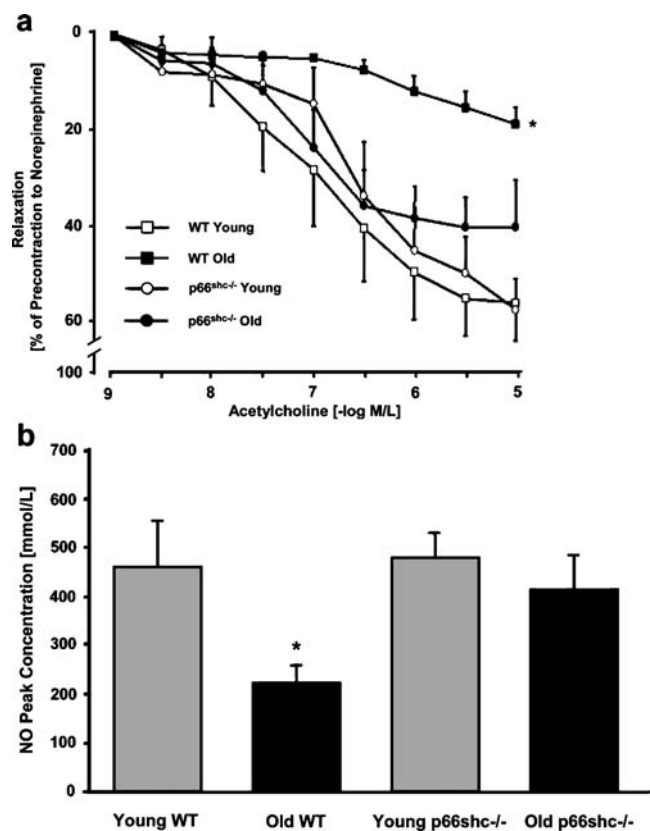 a
0
20
40
60
100
Relaxation
[% of Precontraction to Norepinephrine]
WT Young
WT Old
p66shc-/- Young
p66shc-/- Old
*
9
8
7
6
5
Acetylcholine [-log M/L]
b
700
600
500
400
300
200
100
0
NO Peak Concentration [mmol/L]
*
Young WT
Old WT
Young p66shc-/-
Old p66shc-/-